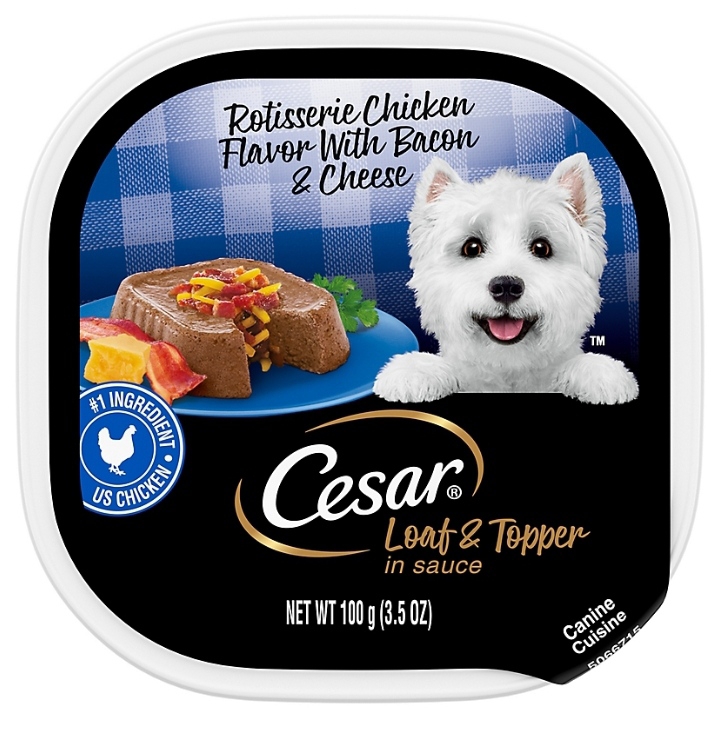 Rotisserie Chicken
Flavor With Bacon
& Cheese
TM
#1 INGREDIENT
US CHICKEN
Cesar®
Loaf & Topper
in sauce
NET WT 100 g (3.5 OZ)
Canine
Cuisine
5066Z15